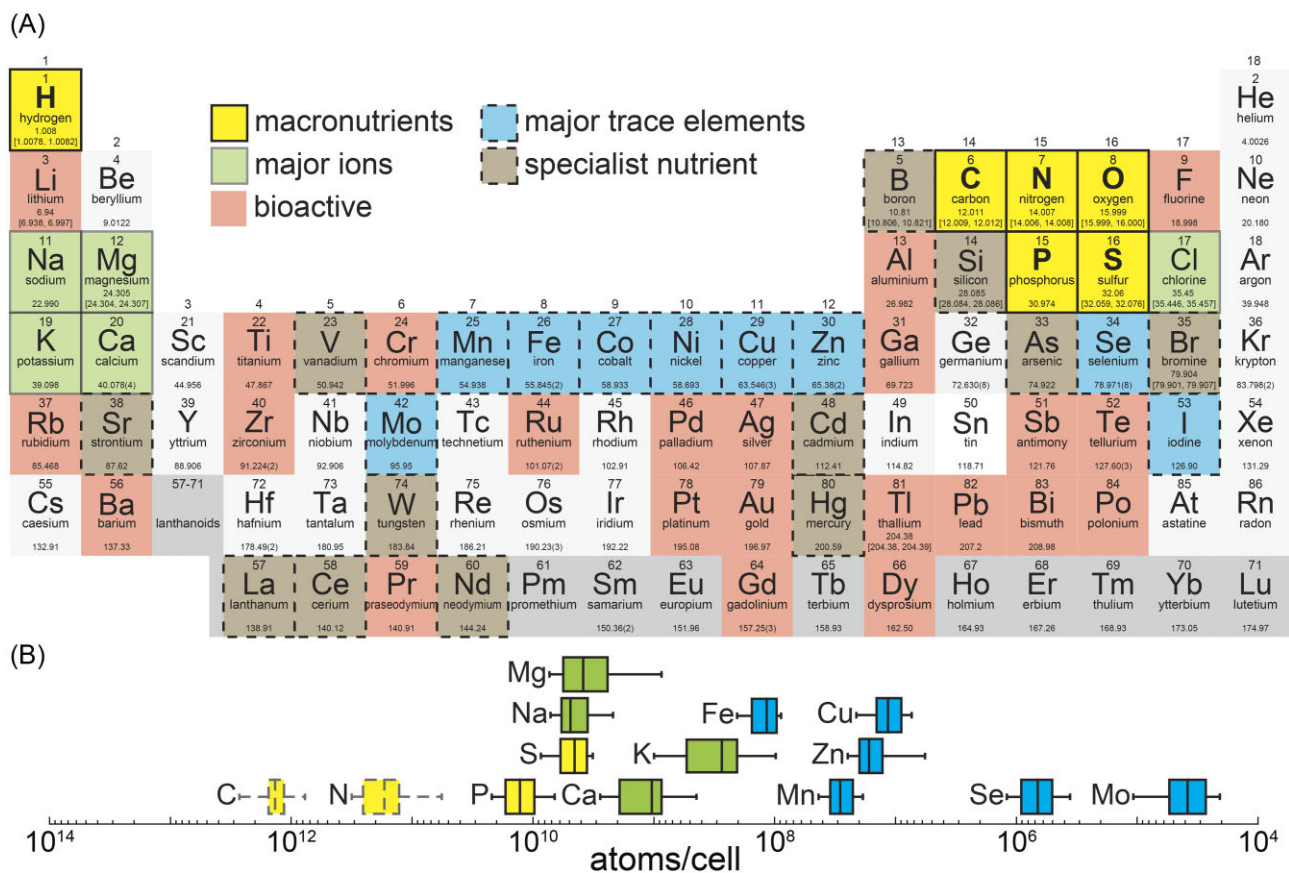 (A)
1 18
1 2
H He
hydrogen helium
1.008
[1.0078, 1.0082] 4.0026
macronutrients major trace elements
major ions specialist nutrient
bioactive
2 13 14 15 16 17
3 4 5 6 7 8 9 10
Li Be B C N O F Ne
lithium beryllium boron carbon nitrogen oxygen fluorine neon
6.94 10.81 12.011 14.007 15.999
[6.938, 6.997] 9.0122 [10.806, 10.821] [12.009, 12.012] [14.006, 14.008] [15.999, 16.000] 18.998 20.180
11 12 13 14 15 16 17 18
Na Mg Al Si P S Cl Ar
sodium magnesium aluminium silicon phosphorus sulfur chlorine argon
24.305 28.085 32.06 35.45
22.990 [24.304, 24.307] 26.982 [28.084, 28.086] 30.974 [32.059, 32.076] [35.446, 35.457] 39.948
3 4 5 6 7 8 9 10 11 12
19 20 21 22 23 24 25 26 27 28 29 30 31 32 33 34 35 36
K Ca Sc Ti V Cr Mn Fe Co Ni Cu Zn Ga Ge As Se Br Kr
potassium calcium scandium titanium vanadium chromium manganese iron cobalt nickel copper zinc gallium germanium arsenic selenium bromine krypton
79.904
39.098 40.078(4) 44.956 47.867 50.942 51.996 54.938 55.845(2) 58.933 58.693 63.546(3) 65.38(2) 69.723 72.630(8) 74.922 78.971(8) [79.901, 79.907] 83.798(2)
37 38 39 40 41 42 43 44 45 46 47 48 49 50 51 52 53 54
Rb Sr Y Zr Nb Mo Tc Ru Rh Pd Ag Cd In Sn Sb Te I Xe
rubidium strontium yttrium zirconium niobium molybdenum technetium ruthenium rhodium palladium silver cadmium indium tin antimony tellurium iodine xenon
85.468 87.62 88.906 91.224(2) 92.906 95.95 101.07(2) 102.91 106.42 107.87 112.41 114.82 118.71 121.76 127.60(3) 126.90 131.29
55 56 57-71 72 73 74 75 76 77 78 79 80 81 82 83 84 85 86
Cs Ba Hf Ta W Re Os Ir Pt Au Hg Tl Pb Bi Po At Rn
caesium barium lanthanoids hafnium tantalum tungsten rhenium osmium iridium platinum gold mercury thallium lead bismuth polonium astatine radon
204.38
132.91 137.33 178.49(2) 180.95 183.84 186.21 190.23(3) 192.22 195.08 196.97 200.59 [204.38, 204.39] 207.2 208.98
57 58 59 60 61 62 63 64 65 66 67 68 69 70 71
La Ce Pr Nd Pm Sm Eu Gd Tb Dy Ho Er Tm Yb Lu
lanthanum cerium praseodymium neodymium promethium samarium europium gadolinium terbium dysprosium holmium erbium thulium ytterbium lutetium
138.91 140.12 140.91 144.24 150.36(2) 151.96 157.25(3) 158.93 162.50 164.93 167.26 168.93 173.05 174.97
(B)
Mg
Na Fe Cu
S K Zn
C N P Ca Mn Se Mo
10^14 10^12 10^10 10^8 10^6 10^4
atoms/cell